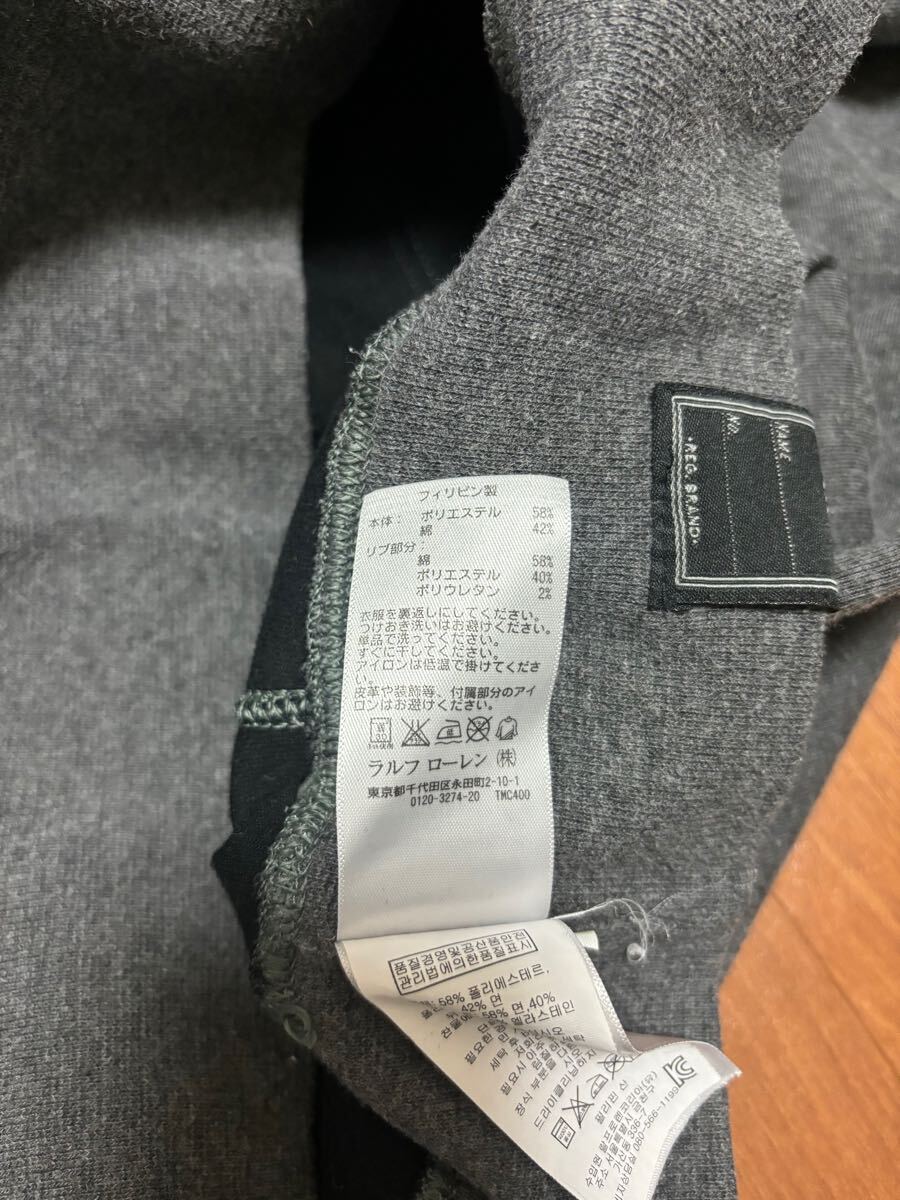 フィリピン製
本体: ポリエステル 58%
綿 42%
リブ部分:
綿 58%
ポリエステル 40%
ポリウレタン 2%
衣服を裏返しにしてください。
つけおき洗いはお避けください。
単品で洗ってください。
すぐに干してください。
アイロンは低温で掛けてくださ
い。
皮革や装飾等、付属部分のアイ
ロンはお避けください。
ラルフ ローレン (株)
東京都千代田区永田町2-10-1
0120-3274-20 TMC400
NAME
NO.
·REG. BRAND·
품질경영및공산품안전
관리법에의한품질표시
58% 폴리에스테르,
42% 면
58% 면,40%
엘라스테인
필리핀 산
080-566-1199